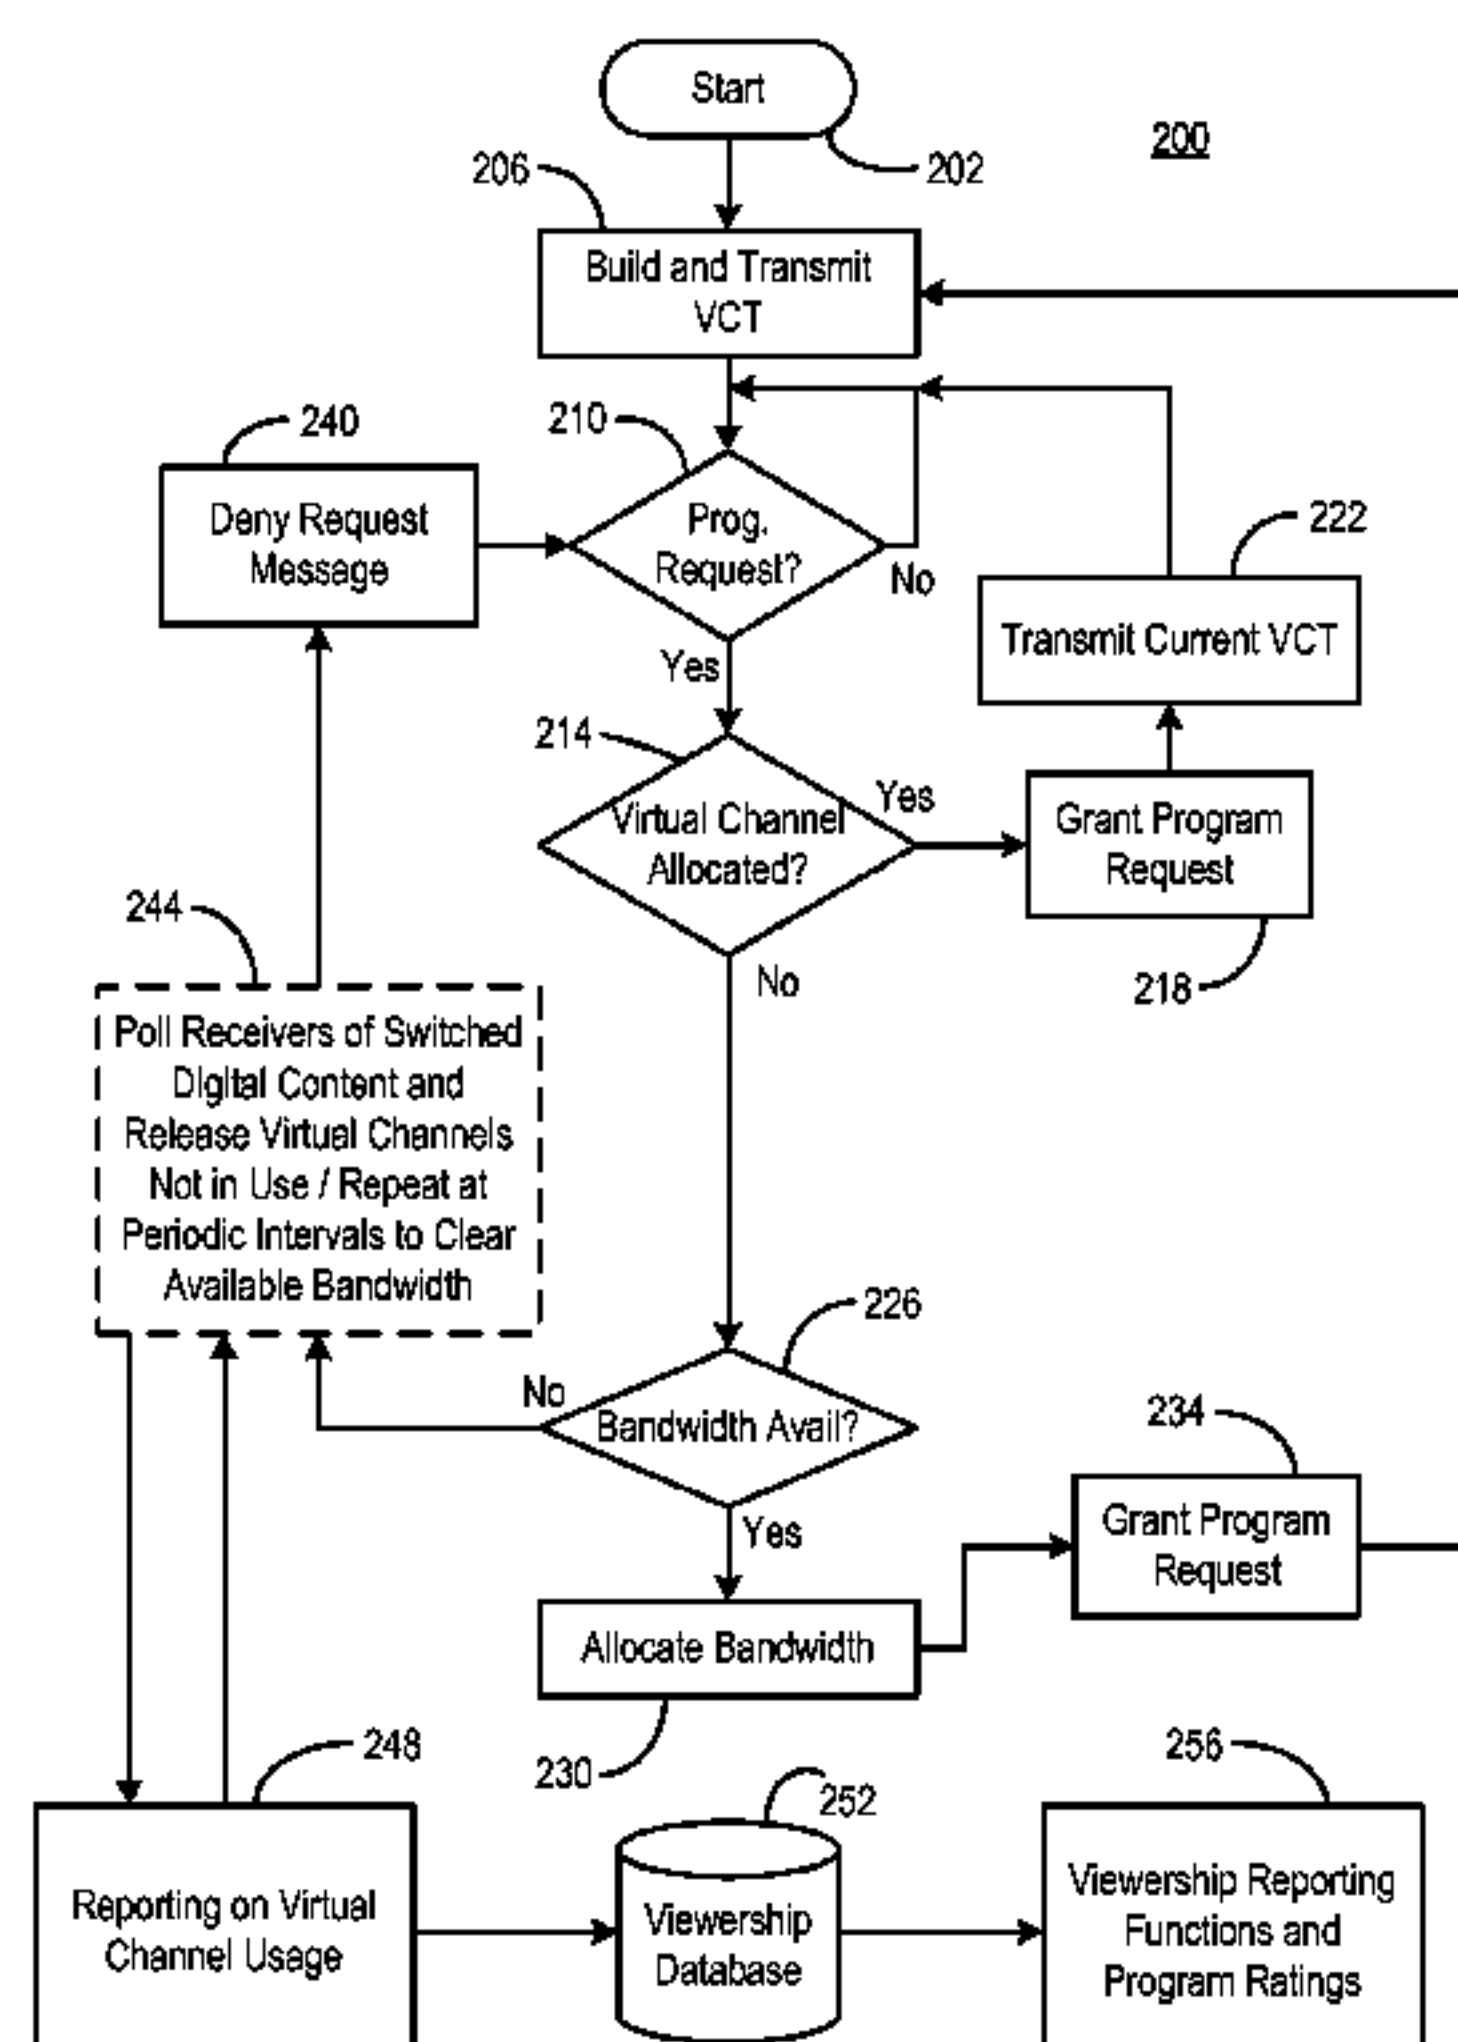 Start
200
202
206
Build and Transmit
VCT
240
210
Deny Request
Message
Prog.
Request?
No
222
Transmit Current VCT
Yes
214
Virtual Channel
Allocated?
Yes
Grant Program
Request
218
No
244
Poll Receivers of Switched
Digital Content and
Release Virtual Channels
Not in Use / Repeat at
Periodic Intervals to Clear
Available Bandwidth
226
No
Bandwidth Avail?
234
Grant Program
Request
Yes
Allocate Bandwidth
230
248
252
256
Reporting on Virtual
Channel Usage
Viewership
Database
Viewership Reporting
Functions and
Program Ratings